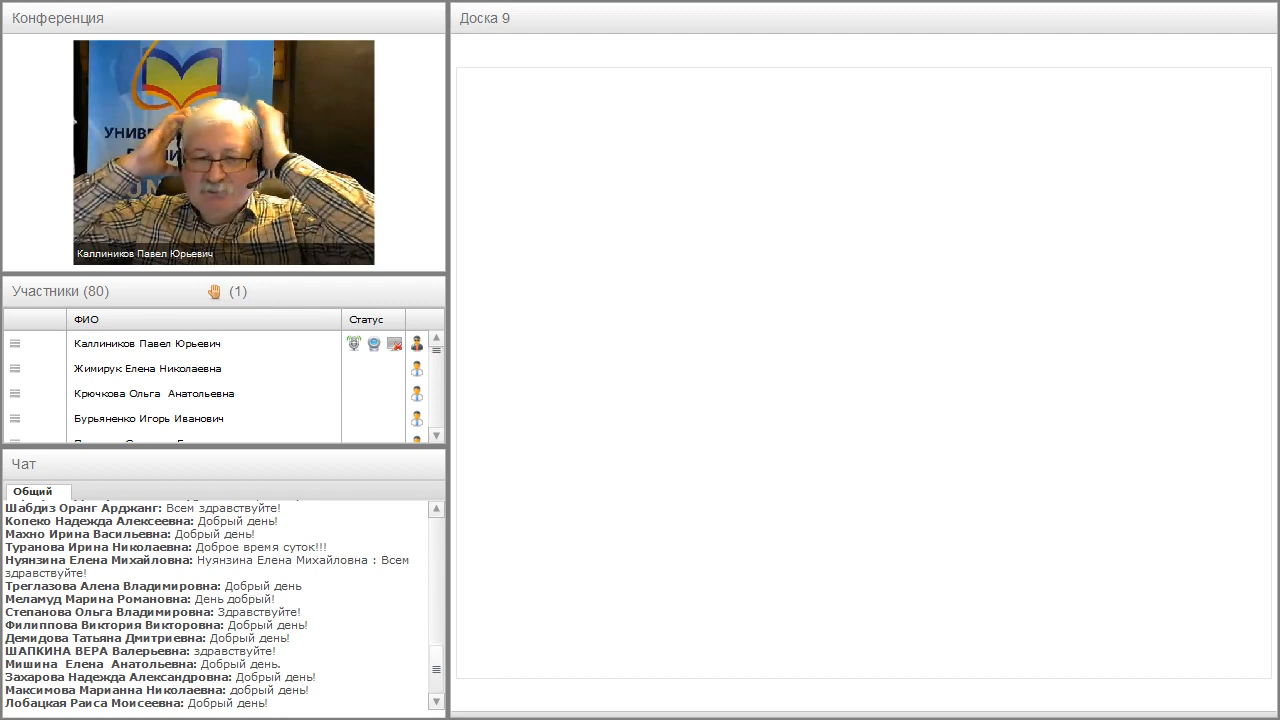 Конференция
УНИВ
Каллиников Павел Юрьевич
Участники (80)
(1)
ФИО
Статус
Каллиников Павел Юрьевич
Жимирук Елена Николаевна
Крючкова Ольга Анатольевна
Бурьяненко Игорь Иванович
Чат
Общий
Шабдиз Оранг Арджанг: Всем здравствуйте!
Копеко Надежда Алексеевна: Добрый день!
Махно Ирина Васильевна: Добрый день!
Туранова Ирина Николаевна: Доброе время суток!!!
Нуянзина Елена Михайловна: Нуянзина Елена Михайловна : Всем
здравствуйте!
Треглазова Алена Владимировна: Добрый день
Меламуд Марина Романовна: День добрый!
Степанова Ольга Владимировна: Здравствуйте!
Филиппова Виктория Викторовна: Добрый день!
Демидова Татьяна Дмитриевна: Добрый день!
ШАПКИНА ВЕРА Валерьевна: здравствуйте!
Мишина Елена Анатольевна: Добрый день.
Захарова Надежда Александровна: Добрый день!
Максимова Марианна Николаевна: добрый день!
Лобацкая Раиса Моисеевна: Добрый день!
Доска 9